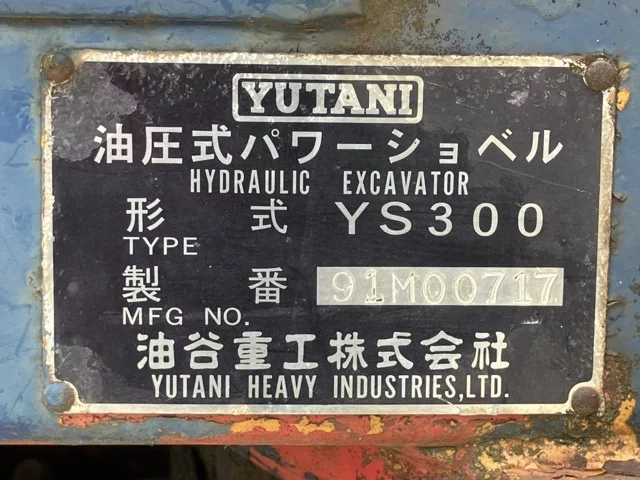 YUTANI
油圧式パワーショベル
HYDRAULIC EXCAVATOR
形 式 YS300
TYPE
製 番 91M00717
MFG NO.
油谷重工株式会社
YUTANI HEAVY INDUSTRIES,LTD.